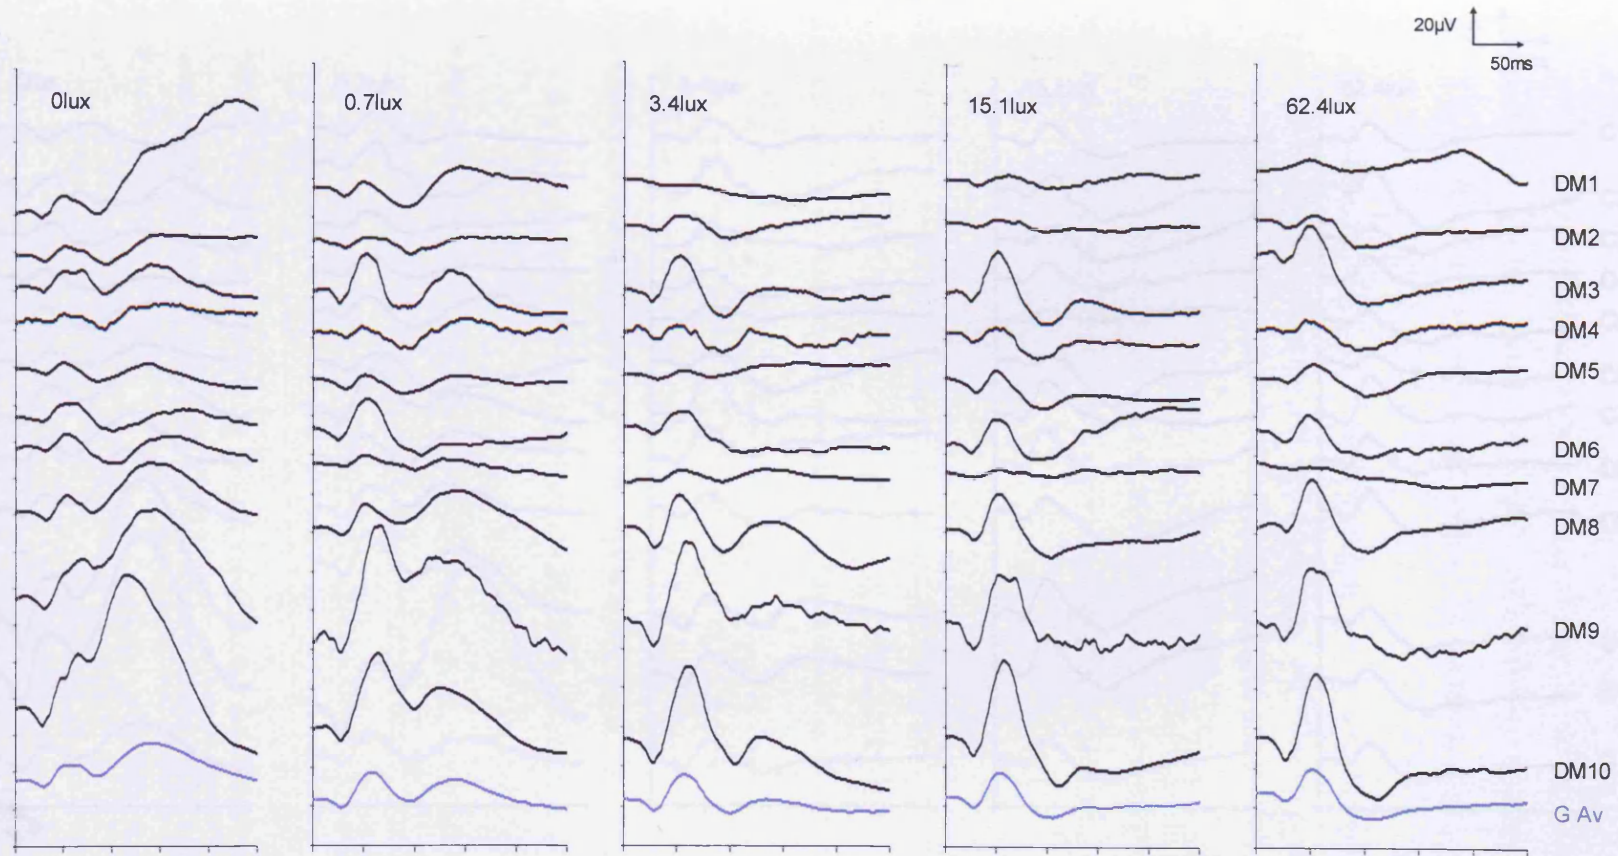 20µV
50ms
0lux
0.7lux
3.4lux
15.1lux
62.4lux
DM1
DM2
DM3
DM4
DM5
DM6
DM7
DM8
DM9
DM10
G Av